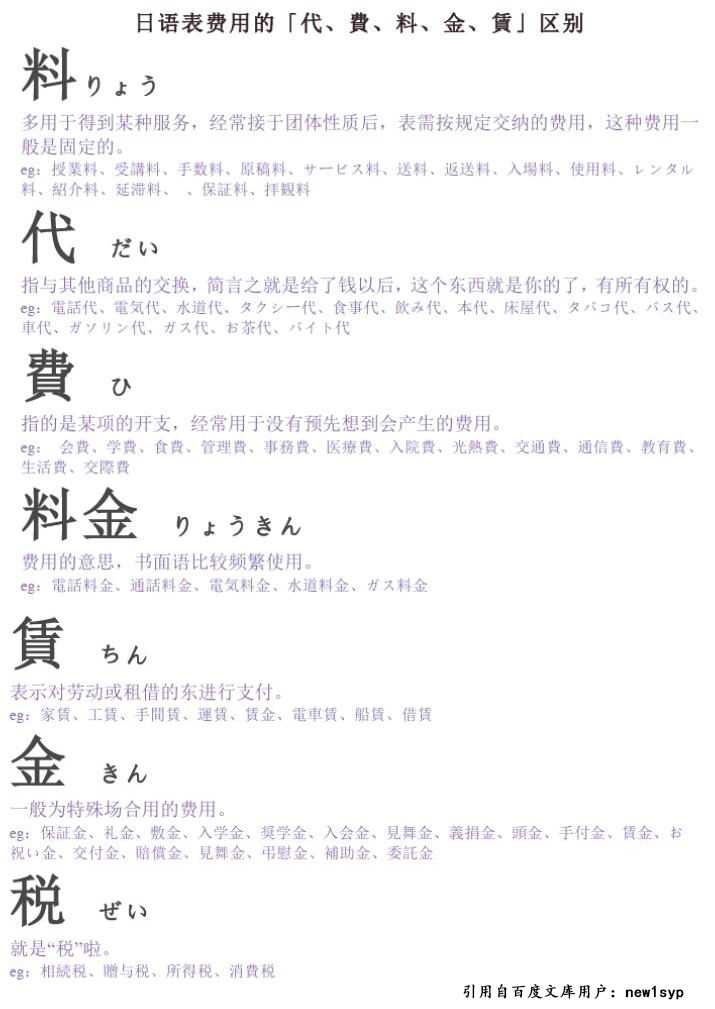 日语表费用的「代、費、料、金、賃」区别
料りょう
多用于得到某种服务，经常接于团体性质后，表需按规定交纳的费用，这种费用一
般是固定的。
eg：授業料、受講料、手数料、原稿料、サービス料、送料、返送料、入場料、使用料、レンタル
料、紹介料、延滞料、　、保証料、拝観料
代　だい
指与其他商品的交换，简言之就是给了钱以后，这个东西就是你的了，有所有权的。
eg：電話代、電気代、水道代、タクシー代、食事代、飲み代、本代、床屋代、タバコ代、バス代、
車代、ガソリン代、ガス代、お茶代、バイト代
費　ひ
指的是某项的开支，经常用于没有预先想到会产生的费用。
eg：　会費、学費、食費、管理費、事務費、医療費、入院費、光熱費、交通費、通信費、教育費、
生活費、交際費
料金　りょうきん
费用的意思，书面语比较频繁使用。
eg：電話料金、通話料金、電気料金、水道料金、ガス料金
賃　ちん
表示对劳动或租借的东进行支付。
eg：家賃、工賃、手間賃、運賃、賃金、電車賃、船賃、借賃
金　きん
一般为特殊场合用的费用。
eg：保証金、礼金、敷金、入学金、奨学金、入会金、見舞金、義捐金、頭金、手付金、賃金、お
祝い金、交付金、賠償金、見舞金、弔慰金、補助金、委託金
税　ぜい
就是“税”啦。
eg：相続税、贈与税、所得税、消費税
引用自百度文库用户：new1syp